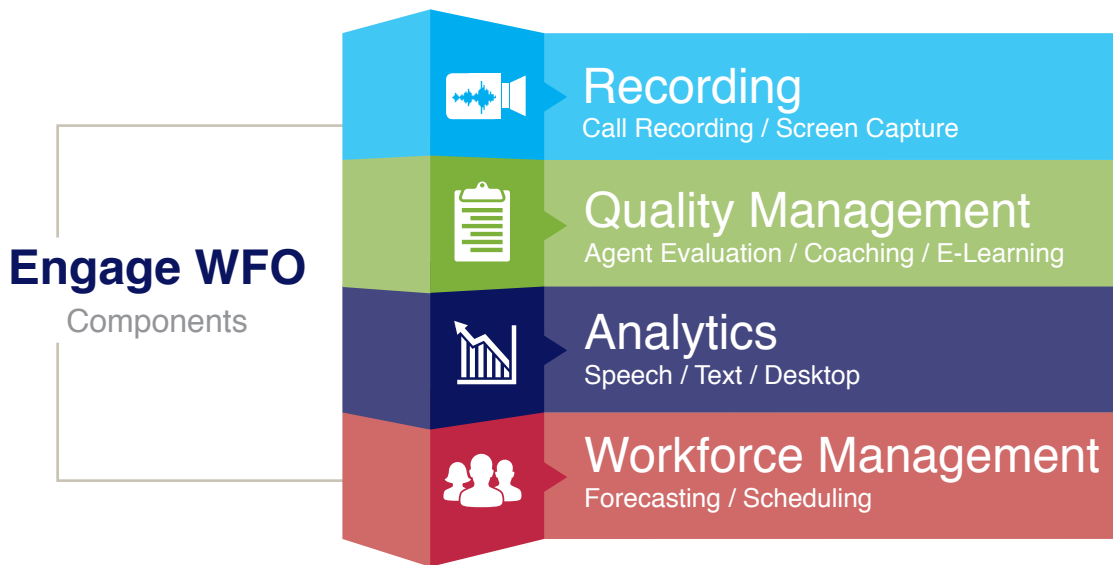 Engage WFO
Components
Recording
Call Recording / Screen Capture
Quality Management
Agent Evaluation / Coaching / E-Learning
Analytics
Speech / Text / Desktop
Workforce Management
Forecasting / Scheduling